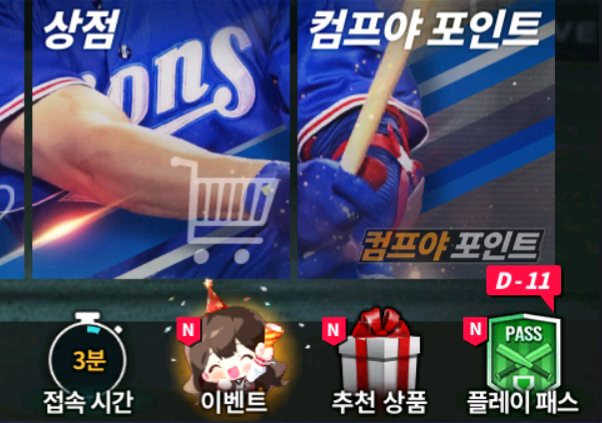 상점
컴프야 포인트
ons
컴프야 포인트
D-11
N
N
N
PASS
3분
접속 시간
이벤트
추천 상품
플레이 패스